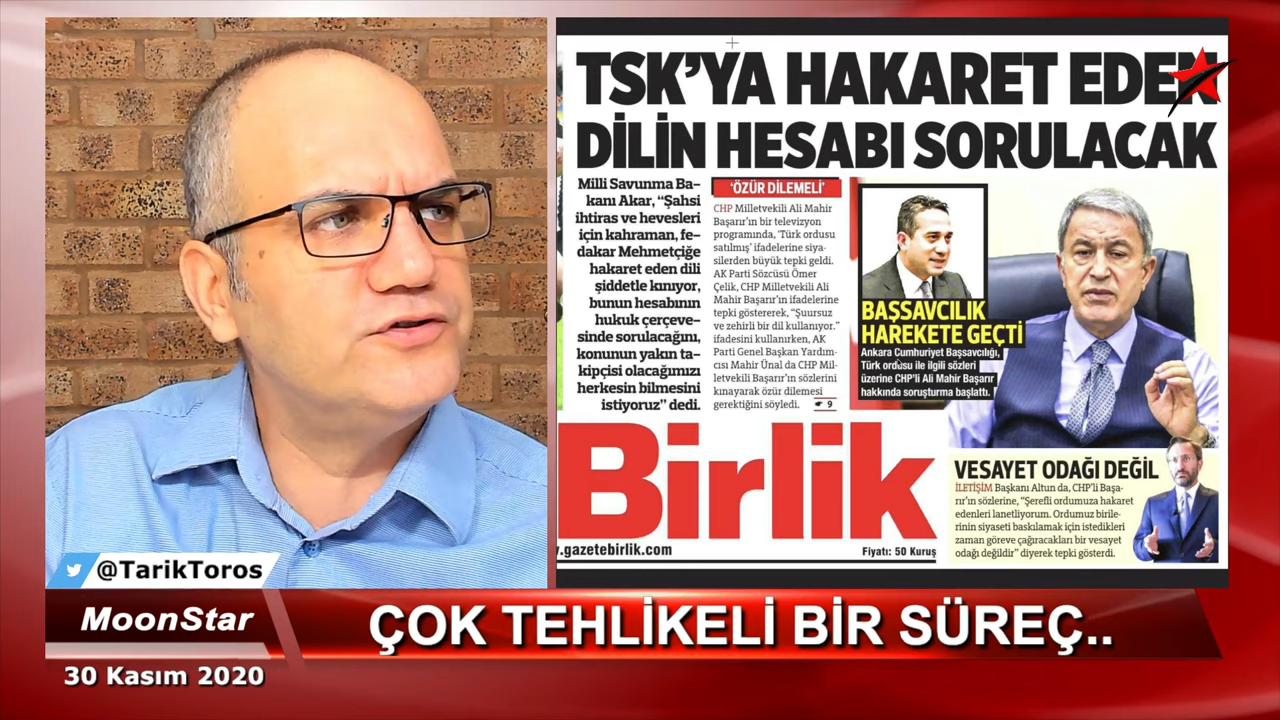 TSK'YA HAKARET EDEN
DİLİN HESABI SORULACAK
Milli Savunma Ba-
kanı Akar, “Şahsi
ihtiras ve hevesleri
için kahraman, fe-
dakar Mehmetçiğe
hakaret eden dili
şiddetle kınıyor,
bunun hesabının
hukuk çerçeve-
sinde sorulacağını,
konunun yakın ta-
kipçisi olacağımızı
herkesin bilmesini
istiyoruz” dedi.
‘ÖZÜR DİLEMELİ’
CHP Milletvekili Ali Mahir
Başarır’ın bir televizyon
programında, ‘Türk ordusu
satılmış’ ifadelerine siya-
silerden büyük tepki geldi.
AK Parti Sözcüsü Ömer
Çelik, CHP Milletvekili Ali
Mahir Başarır’ın ifadelerine
tepki göstererek, “Şuursuz
ve zehirli bir dil kullanıyor.”
ifadesini kullanırken, AK
Parti Genel Başkan Yardım-
cısı Mahir Ünal da CHP Mil-
letvekili Başarır’ın sözlerini
kınayarak özür dilemesi
gerektiğini söyledi.
9
BAŞSAVCILIK
HAREKETE GEÇTİ
Ankara Cumhuriyet Başsavcılığı,
Türk ordusu ile ilgili sözleri
üzerine CHP’li Ali Mahir Başarır
hakkında soruşturma başlattı.
Birlik
.gazetebirlik.com
Fiyatı: 50 Kuruş
VESAYET ODAĞI DEĞİL
İLETİŞİM Başkanı Altun da, CHP’li Başa-
rır’ın sözlerine, “Şerefli ordumuza hakaret
edenleri lanetliyorum. Ordumuz birile-
rinin siyaseti baskılamak için istedikleri
zaman göreve çağıracakları bir vesayet
odağı değildir” diyerek tepki gösterdi.
@TarikToros
MoonStar
ÇOK TEHLİKELİ BİR SÜREÇ..
30 Kasım 2020